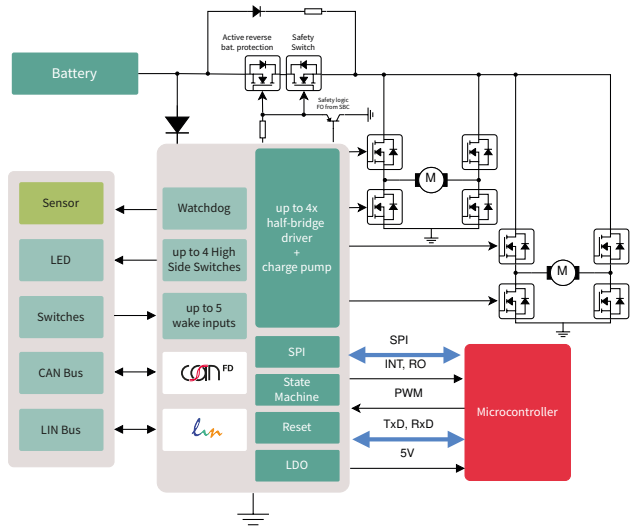 Active reverse
bat. protection
Safety
Switch
Battery
Safety logic
FO from SBC
M
M
Sensor
LED
Switches
CAN Bus
LIN Bus
Watchdog
up to 4 High
Side Switches
up to 5
wake inputs
CAN FD
lin
up to 4x
half-bridge
driver
+
charge pump
SPI
State
Machine
Reset
LDO
SPI
INT, RO
PWM
TxD, RxD
5V
Microcontroller